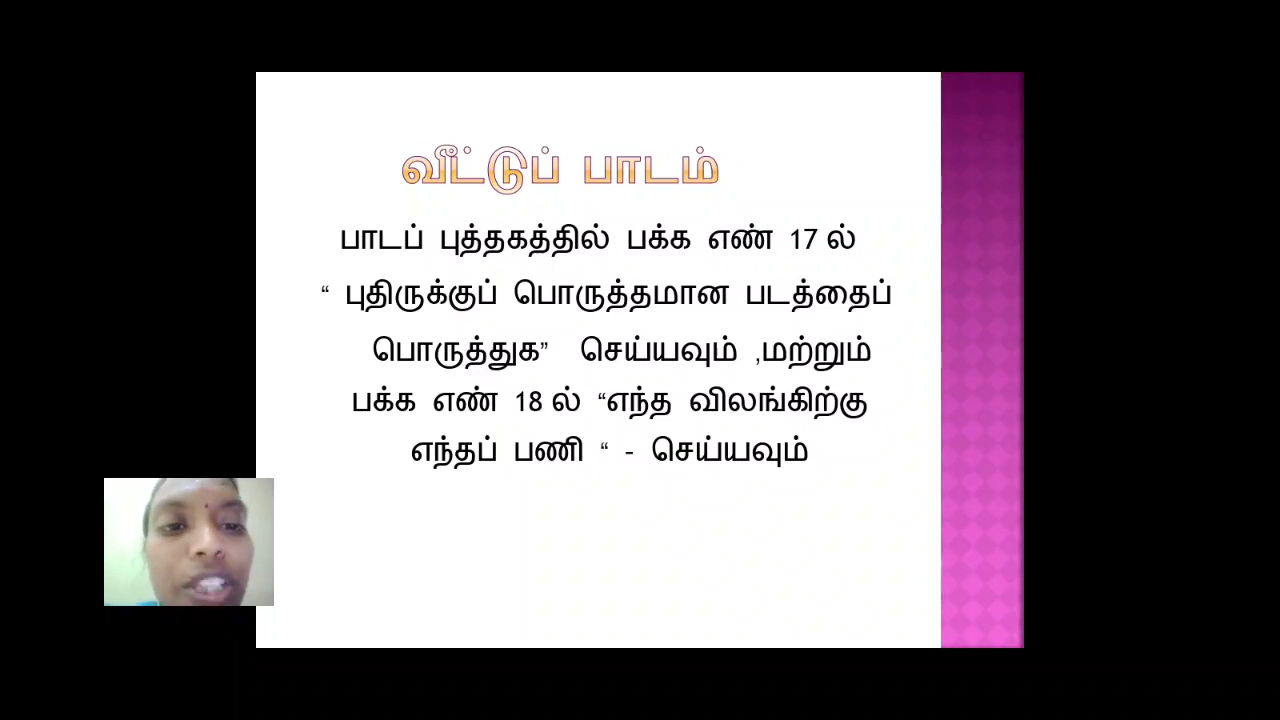 வீட்டுப் பாடம்
பாடப் புத்தகத்தில் பக்க எண் 17 ல்
“ புதிருக்குப் பொருத்தமான படத்தைப்
பொருத்துக” செய்யவும் ,மற்றும்
பக்க எண் 18 ல் “எந்த விலங்கிற்கு
எந்தப் பணி “ - செய்யவும்